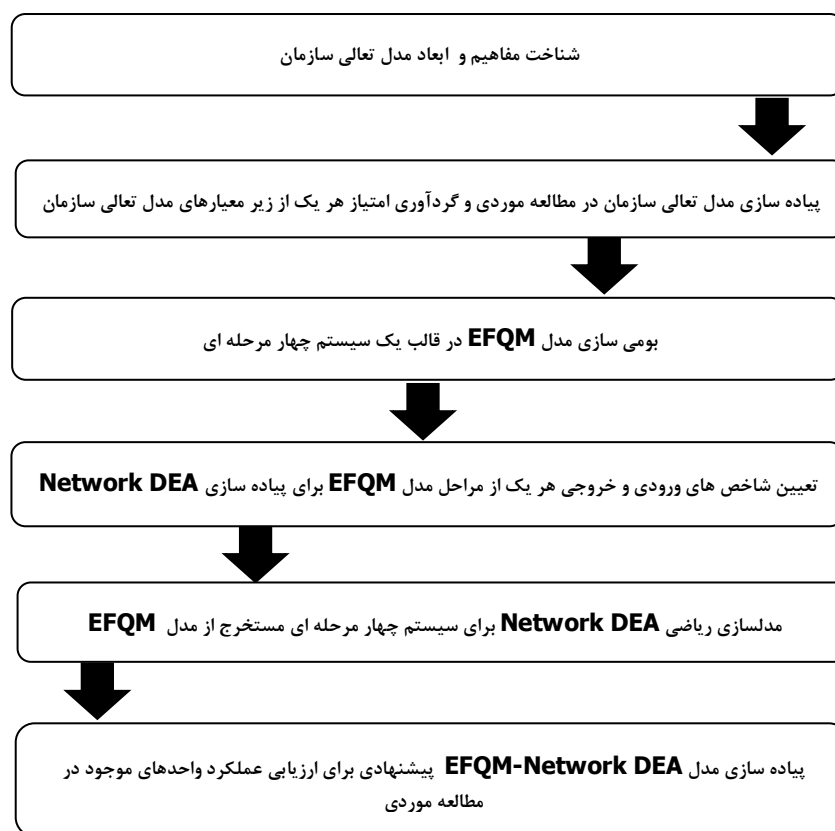 شناخت مفاهیم و ابعاد مدل تعالی سازمان
پیاده سازی مدل تعالی سازمان در مطالعه موردی و گردآوری امتیاز هر یک از زیر معیارهای مدل تعالی سازمان
بومی سازی مدل EFQM در قالب یک سیستم چهار مرحله ای
تعیین شاخص های ورودی و خروجی هر یک از مراحل مدل EFQM برای پیاده سازی Network DEA
مدلسازی ریاضی Network DEA برای سیستم چهار مرحله ای مستخرج از مدل EFQM
پیاده سازی مدل EFQM-Network DEA پیشنهادی برای ارزیابی عملکرد واحدهای موجود در
مطالعه موردی